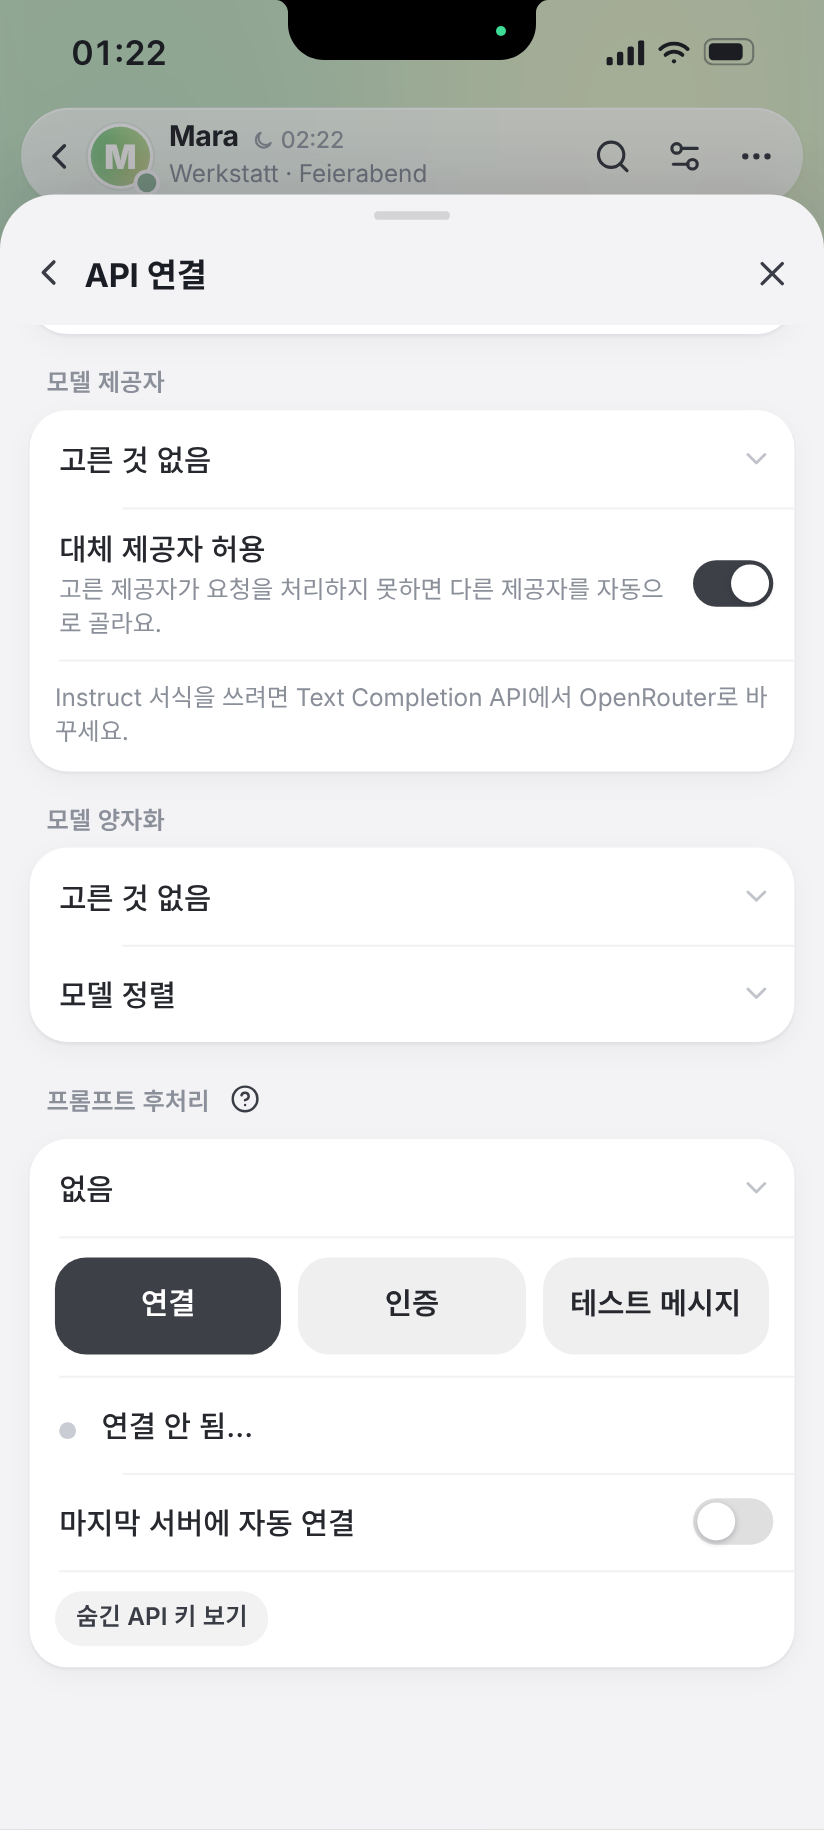 01:22
M
Mara 02:22
Werkstatt · Feierabend
API 연결
모델 제공자
고른 것 없음
대체 제공자 허용
고른 제공자가 요청을 처리하지 못하면 다른 제공자를 자동으
로 골라요.
Instruct 서식을 쓰려면 Text Completion API에서 OpenRouter로 바
꾸세요.
모델 양자화
고른 것 없음
모델 정렬
프롬프트 후처리 ?
없음
연결 인증 테스트 메시지
연결 안 됨...
마지막 서버에 자동 연결
숨긴 API 키 보기